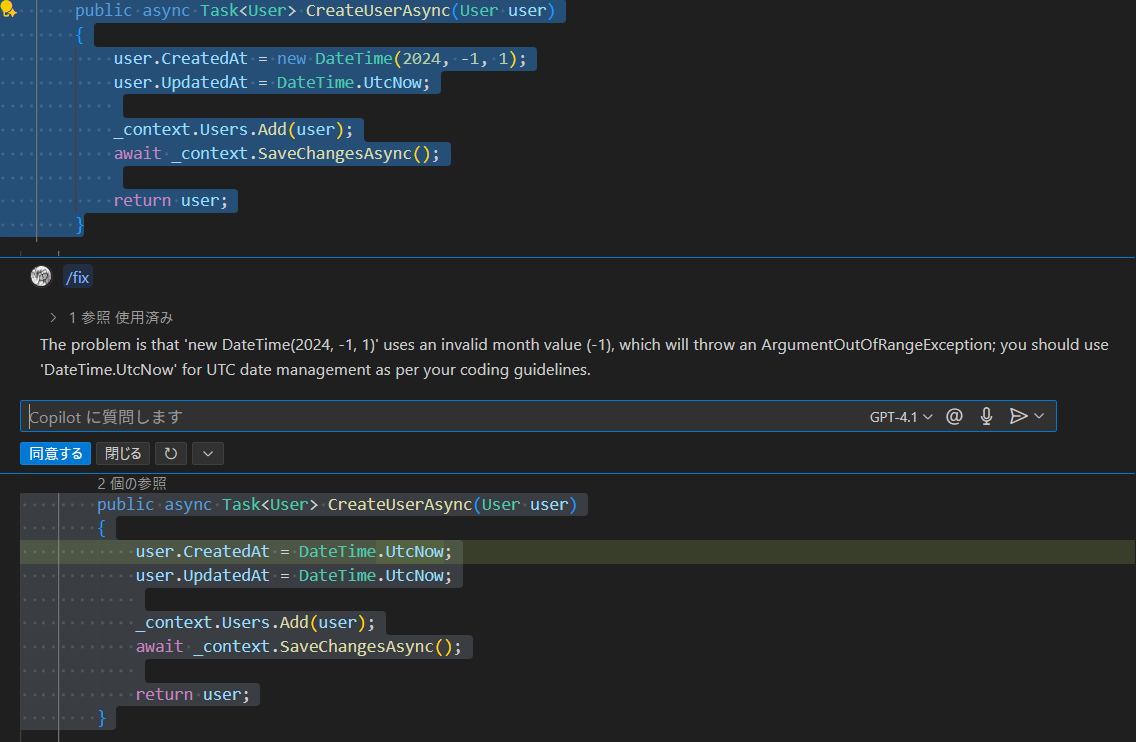 public async Task<User> CreateUserAsync(User user)
{
user.CreatedAt = new DateTime(2024, -1, 1);
user.UpdatedAt = DateTime.UtcNow;
_context.Users.Add(user);
await _context.SaveChangesAsync();
return user;
}
/fix
1 参照 使用済み
The problem is that 'new DateTime(2024, -1, 1)' uses an invalid month value (-1), which will throw an ArgumentOutOfRangeException; you should use
'DateTime.UtcNow' for UTC date management as per your coding guidelines.
Copilot に質問します GPT-4.1 @
同意する 閉じる
2 個の参照
public async Task<User> CreateUserAsync(User user)
{
user.CreatedAt = DateTime.UtcNow;
user.UpdatedAt = DateTime.UtcNow;
_context.Users.Add(user);
await _context.SaveChangesAsync();
return user;
}